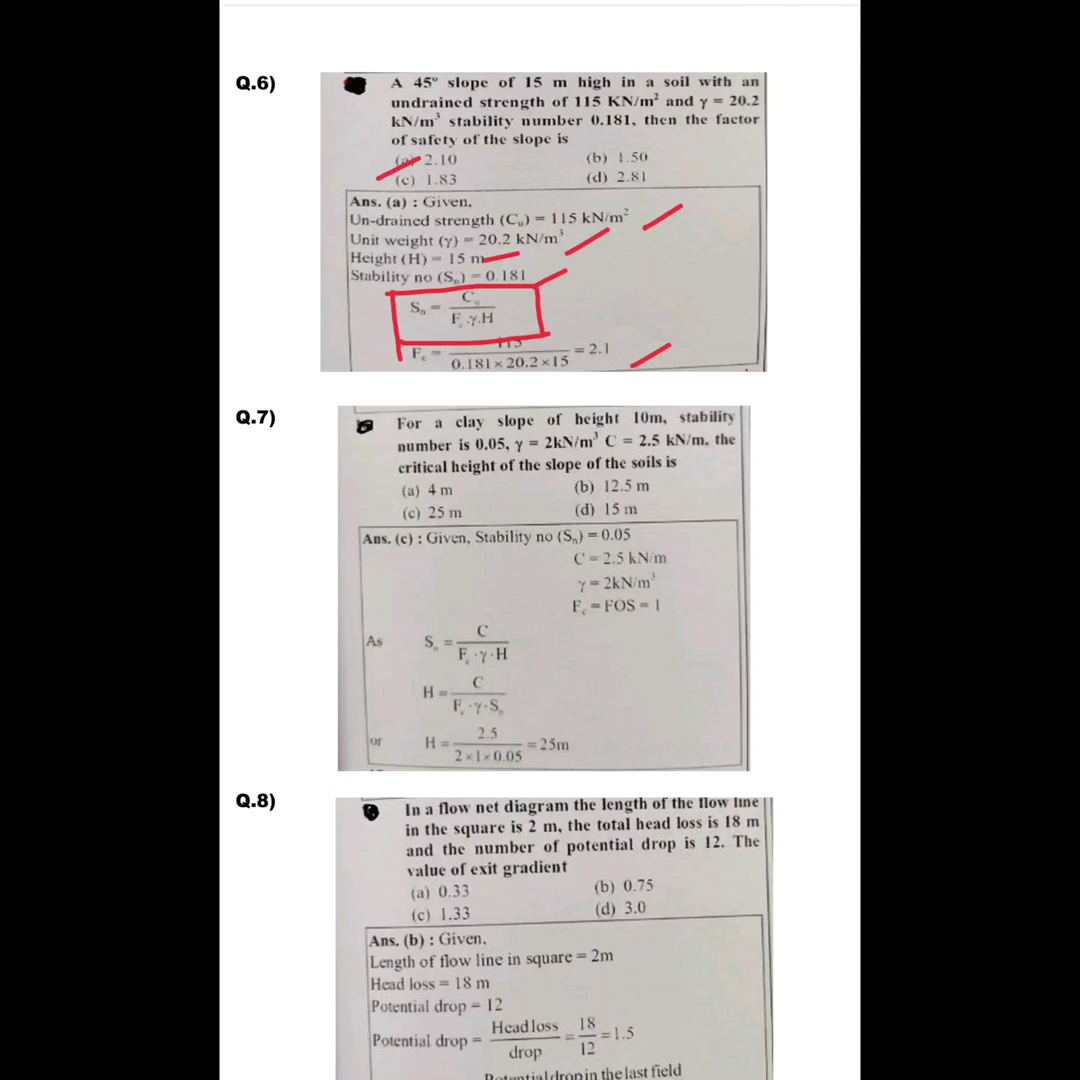 Q.6)
A 45° slope of 15 m high in a soil with an
undrained strength of 115 KN/m² and γ = 20.2
kN/m³ stability number 0.181, then the factor
of safety of the slope is
(a) 2.10 (b) 1.50
(c) 1.83 (d) 2.81
Ans. (a) : Given,
Un-drained strength (Cᵤ) = 115 kN/m²
Unit weight (γ) = 20.2 kN/m³
Height (H) = 15 m
Stability no (Sₙ) = 0.181
Sₙ = Cᵤ / F꜀.γ.H
F꜀ = 115 / 0.181 × 20.2 × 15 = 2.1
Q.7)
For a clay slope of height 10m, stability
number is 0.05, γ = 2kN/m³ C = 2.5 kN/m, the
critical height of the slope of the soils is
(a) 4 m (b) 12.5 m
(c) 25 m (d) 15 m
Ans. (c) : Given, Stability no (Sₙ) = 0.05
C = 2.5 kN/m
γ = 2kN/m³
F꜀ = FOS = 1
As Sₙ = C / F꜀·γ·H
H = C / F꜀·γ·Sₙ
or H = 2.5 / 2×1×0.05 = 25m
Q.8)
In a flow net diagram the length of the flow line
in the square is 2 m, the total head loss is 18 m
and the number of potential drop is 12. The
value of exit gradient
(a) 0.33 (b) 0.75
(c) 1.33 (d) 3.0
Ans. (b) : Given,
Length of flow line in square = 2m
Head loss = 18 m
Potential drop = 12
Potential drop = Head loss / drop = 18 / 12 = 1.5
Potential drop in the last field